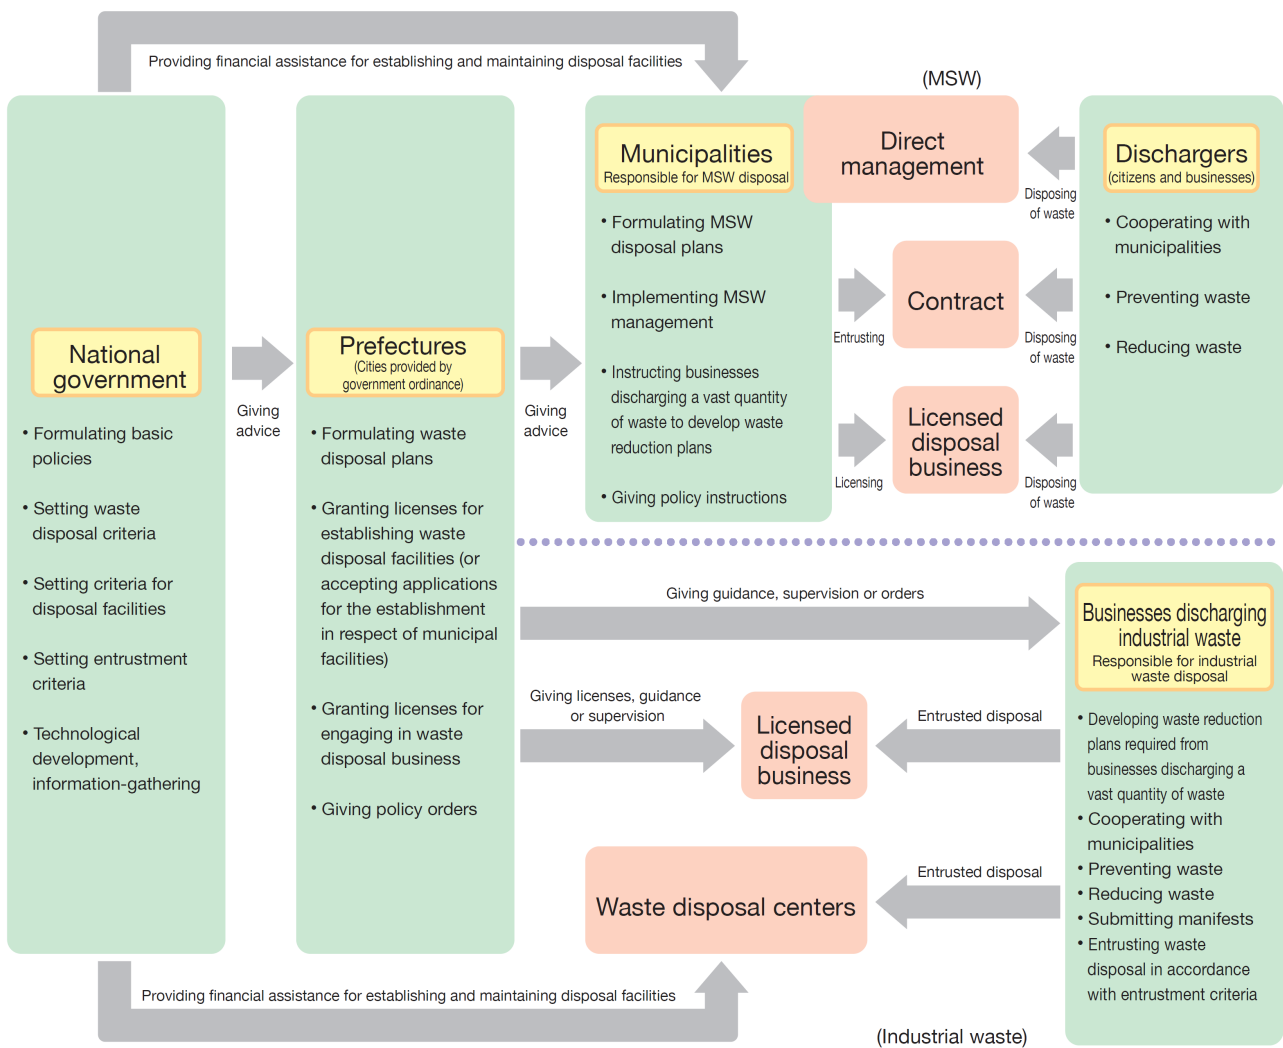 Providing financial assistance for establishing and maintaining disposal facilities
(MSW)
National
government
• Formulating basic
policies
• Setting waste
disposal criteria
• Setting criteria for
disposal facilities
• Setting entrustment
criteria
• Technological
development,
information-gathering
Giving
advice
Prefectures
(Cities provided by
government ordinance)
• Formulating waste
disposal plans
• Granting licenses for
establishing waste
disposal facilities (or
accepting applications
for the establishment
in respect of municipal
facilities)
• Granting licenses for
engaging in waste
disposal business
• Giving policy orders
Giving
advice
Municipalities
Responsible for MSW disposal
• Formulating MSW
disposal plans
• Implementing MSW
management
• Instructing businesses
discharging a vast quantity
of waste to develop waste
reduction plans
• Giving policy instructions
Direct
management
Disposing
of waste
Entrusting
Contract
Disposing
of waste
Licensing
Licensed
disposal
business
Disposing
of waste
Dischargers
(citizens and businesses)
• Cooperating with
municipalities
• Preventing waste
• Reducing waste
Giving guidance, supervision or orders
Giving licenses, guidance
or supervision
Licensed
disposal
business
Entrusted disposal
Waste disposal centers
Entrusted disposal
Businesses discharging
industrial waste
Responsible for industrial
waste disposal
• Developing waste reduction
plans required from
businesses discharging a
vast quantity of waste
• Cooperating with
municipalities
• Preventing waste
• Reducing waste
• Submitting manifests
• Entrusting waste
disposal in accordance
with entrustment criteria
Providing financial assistance for establishing and maintaining disposal facilities
(Industrial waste)